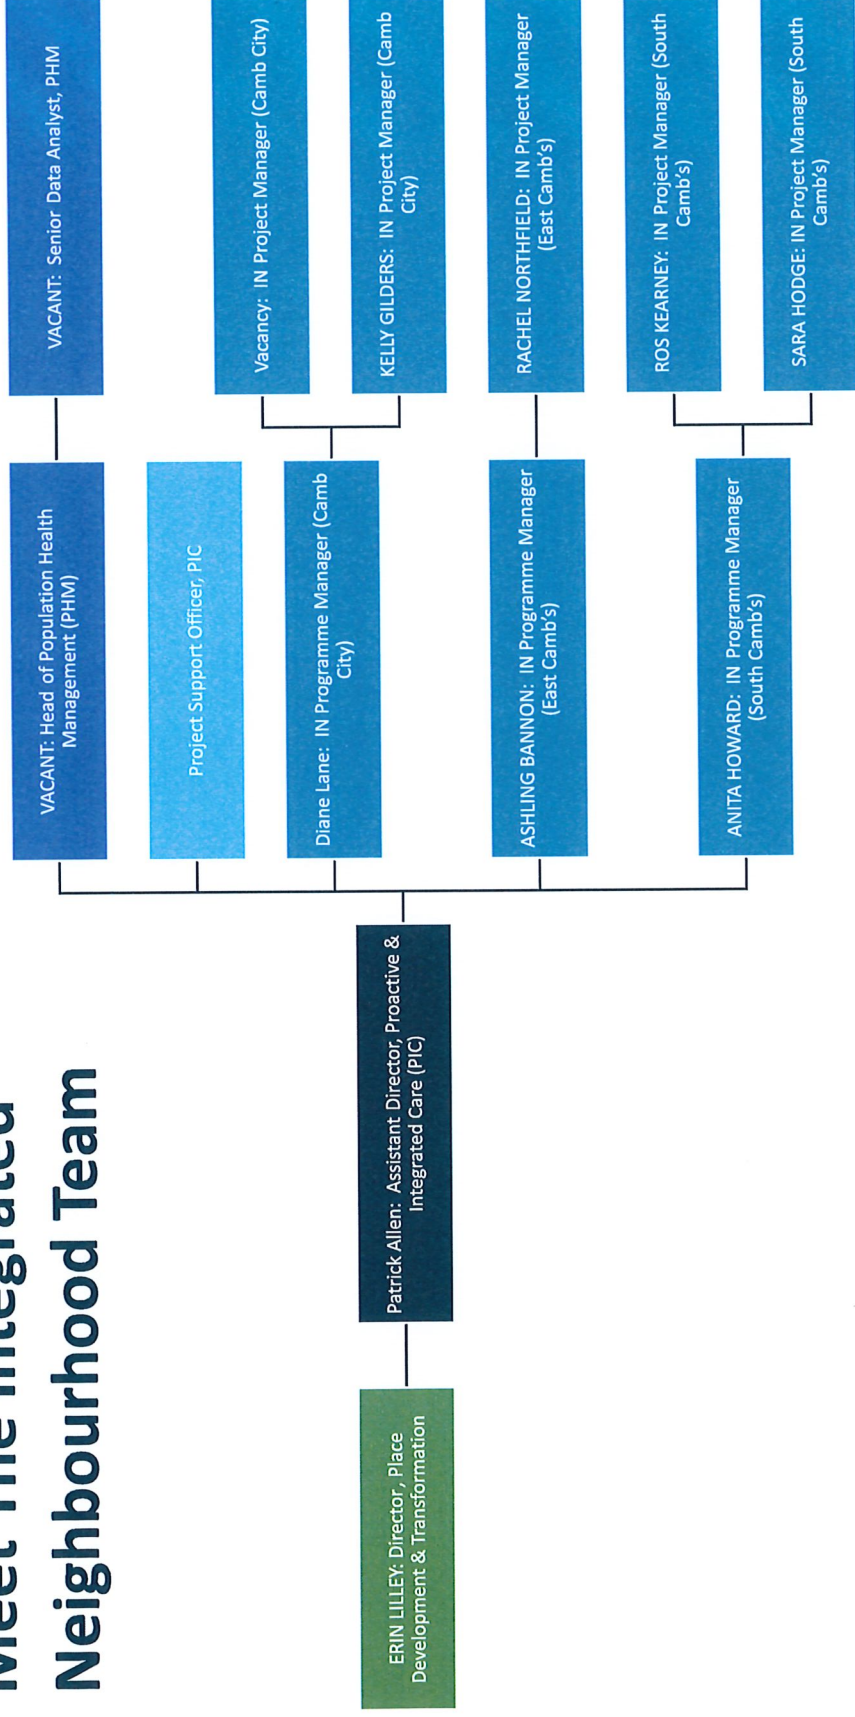 Meet The Integrated
Neighbourhood Team
ERIN LILLEY: Director, Place
Development & Transformation
Patrick Allen: Assistant Director, Proactive &
Integrated Care (PIC)
VACANT: Head of Population Health
Management (PHM)
VACANT: Senior Data Analyst, PHM
Project Support Officer, PIC
Diane Lane: IN Programme Manager (Camb
City)
Vacancy: IN Project Manager (Camb City)
KELLY GILDERS: IN Project Manager (Camb
City)
ASHLING BANNON: IN Programme Manager
(East Camb's)
RACHEL NORTHFIELD: IN Project Manager
(East Camb's)
ANITA HOWARD: IN Programme Manager
(South Camb's)
ROS KEARNEY: IN Project Manager (South
Camb's)
SARA HODGE: IN Project Manager (South
Camb's)